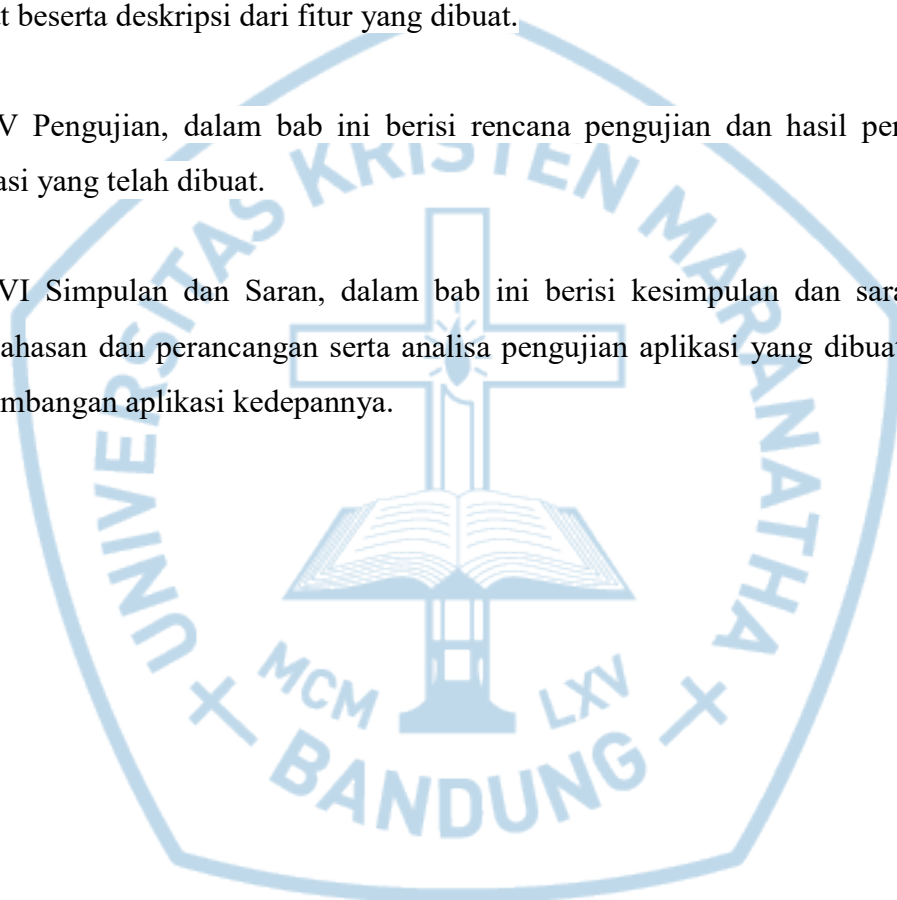 t beserta deskripsi dari fitur yang dibuat.
V Pengujian, dalam bab ini berisi rencana pengujian dan hasil per
asi yang telah dibuat.
VI Simpulan dan Saran, dalam bab ini berisi kesimpulan dan sara
ahasan dan perancangan serta analisa pengujian aplikasi yang dibuat
mbangan aplikasi kedepannya.
UNIVERSITAS KRISTEN MARANATHA
MCM LXV
BANDUNG